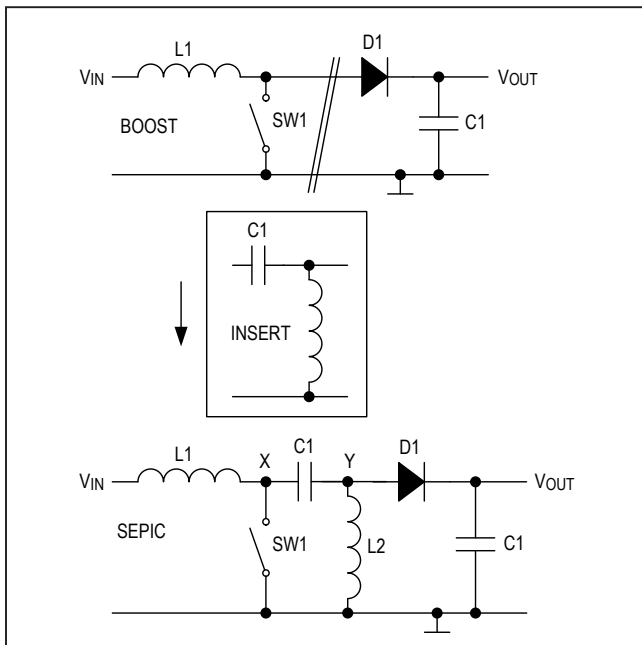 L1
D1
VIN
VOUT
SW1
C1
BOOST
C1
INSERT
L1
X
C1
Y
D1
VIN
VOUT
SEPIC
SW1
L2
C1